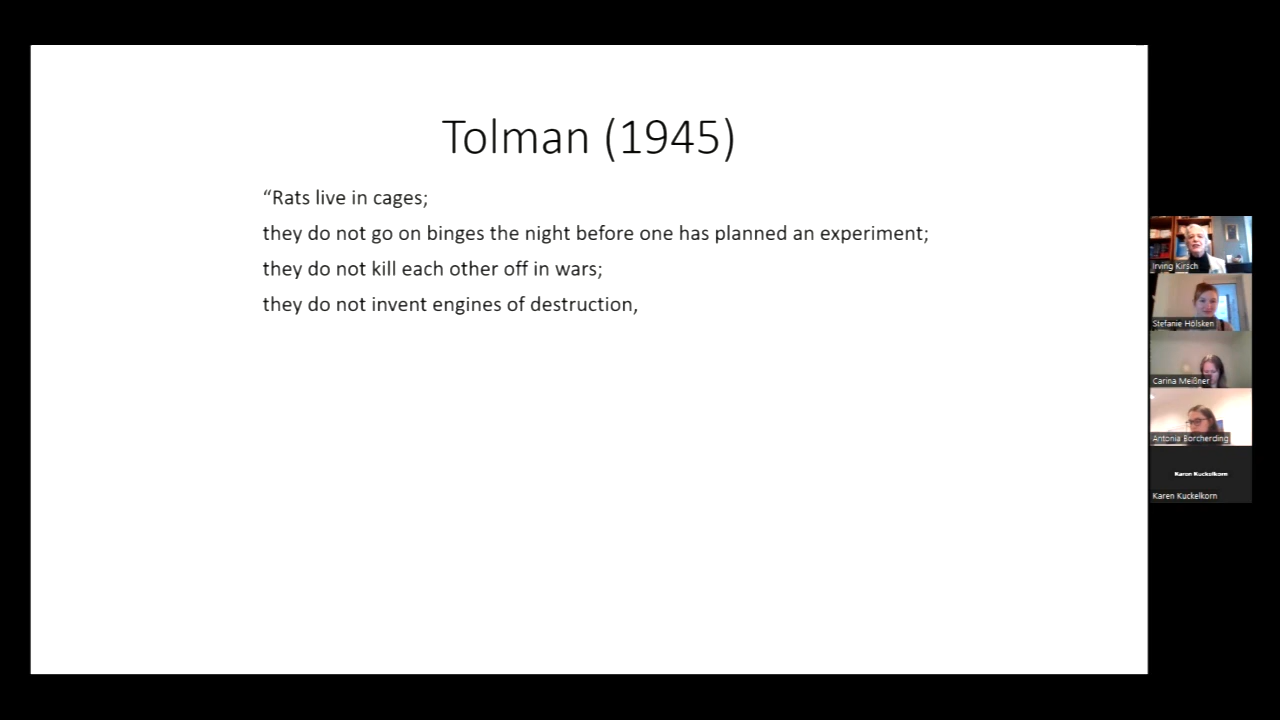 Tolman (1945)
“Rats live in cages;
they do not go on binges the night before one has planned an experiment;
they do not kill each other off in wars;
they do not invent engines of destruction,
Irving Kirsch
Stefanie Hölsken
Carina Meißner
Antonia Borcherding
Karen Kuckelkorn
Karen Kuckelkorn